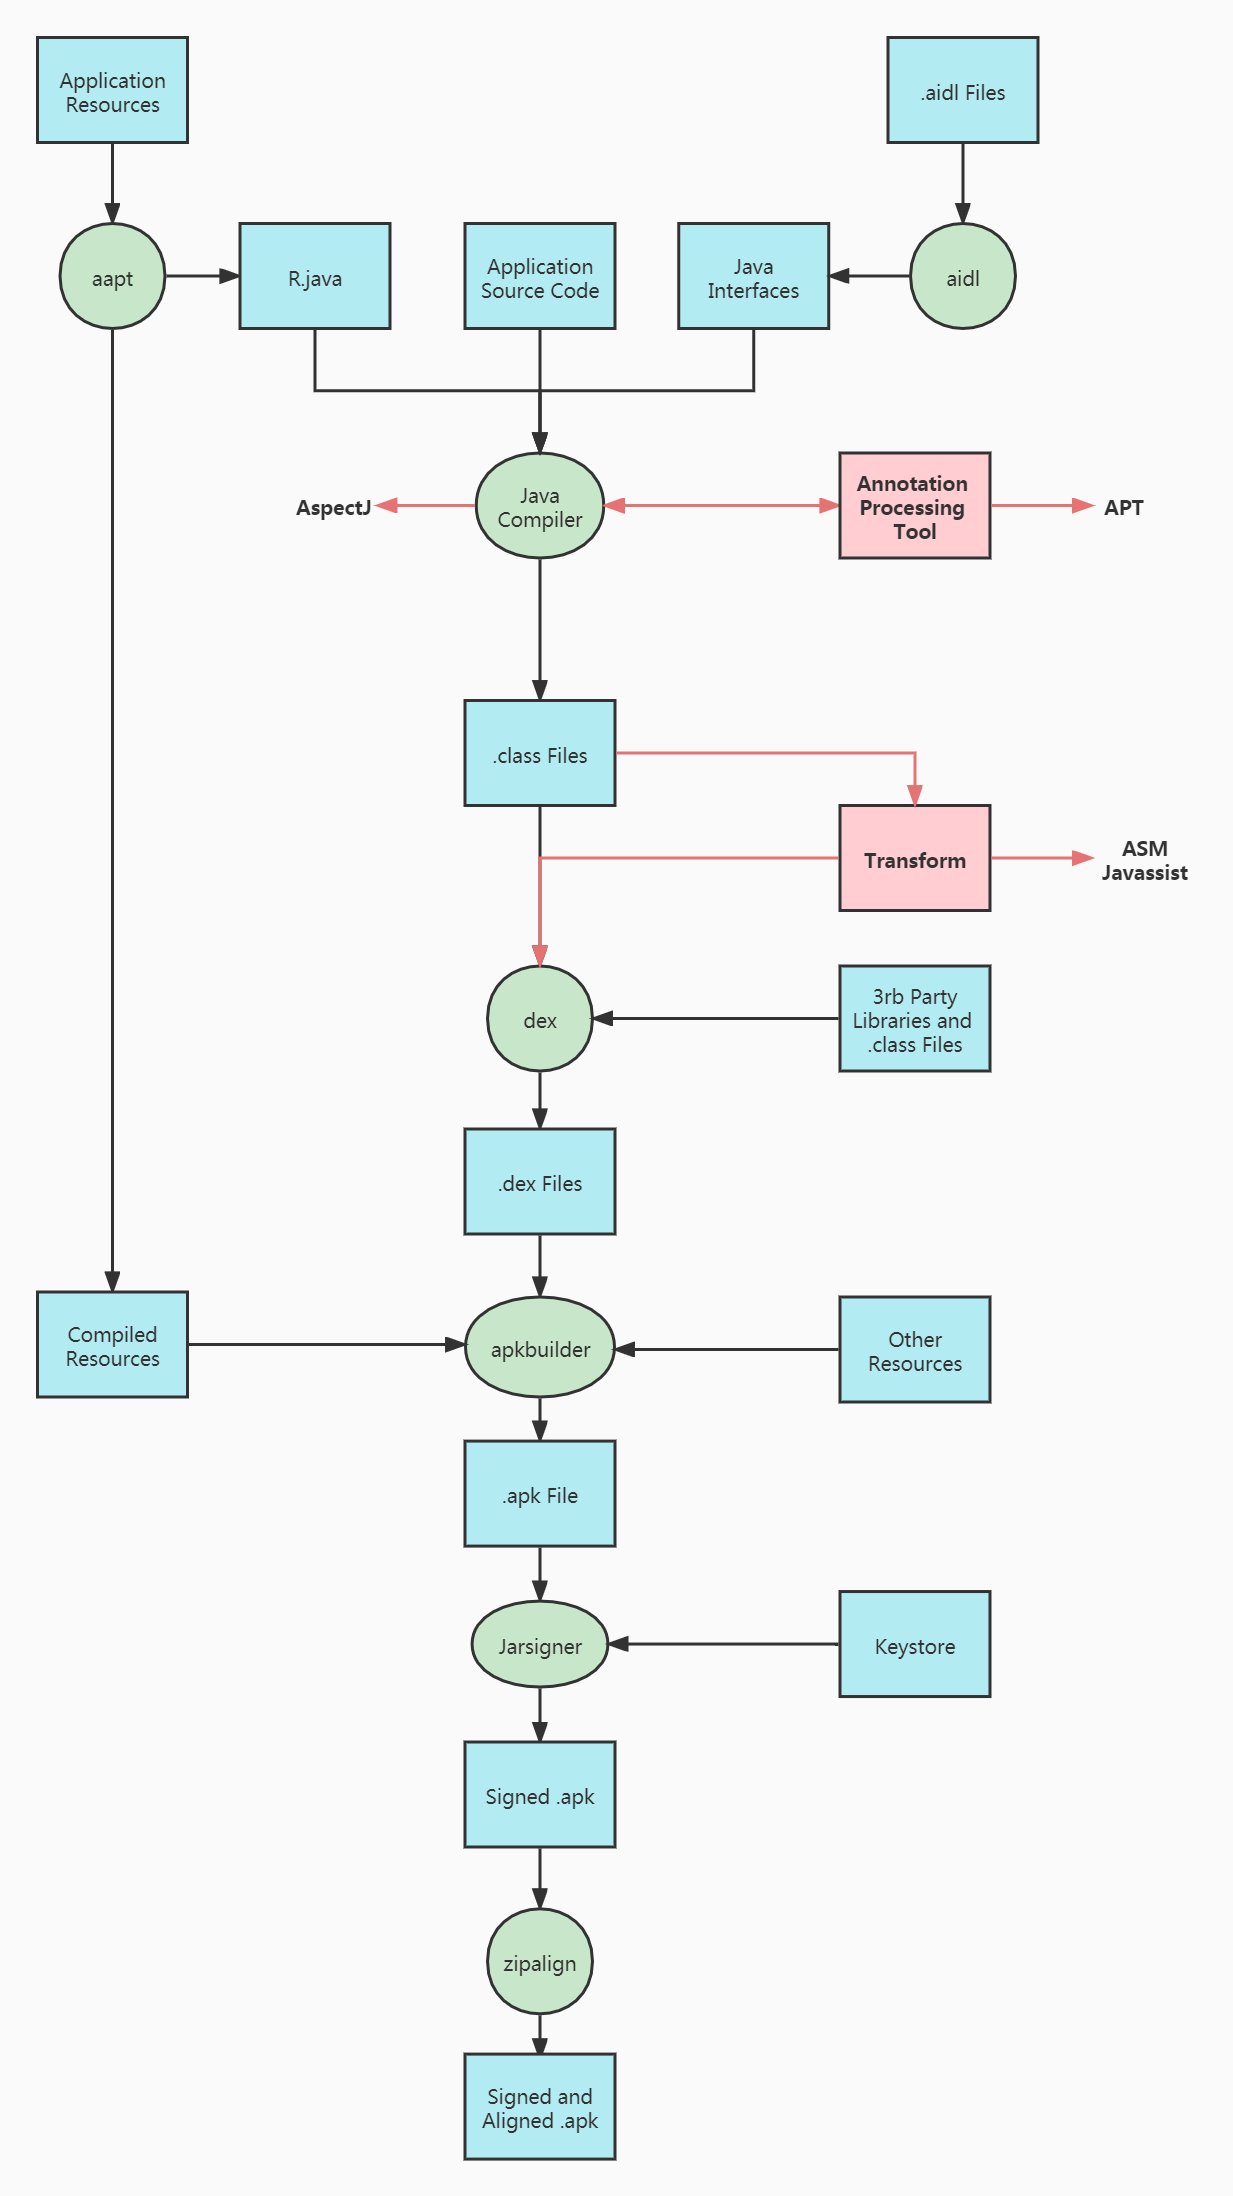 Application
Resources
.aidl Files
aapt
R.java
Application
Source Code
Java
Interfaces
aidl
AspectJ
Java
Compiler
Annotation
Processing
Tool
APT
.class Files
Transform
ASM
Javassist
dex
3rb Party
Libraries and
.class Files
.dex Files
Compiled
Resources
apkbuilder
Other
Resources
.apk File
Jarsigner
Keystore
Signed .apk
zipalign
Signed and
Aligned .apk